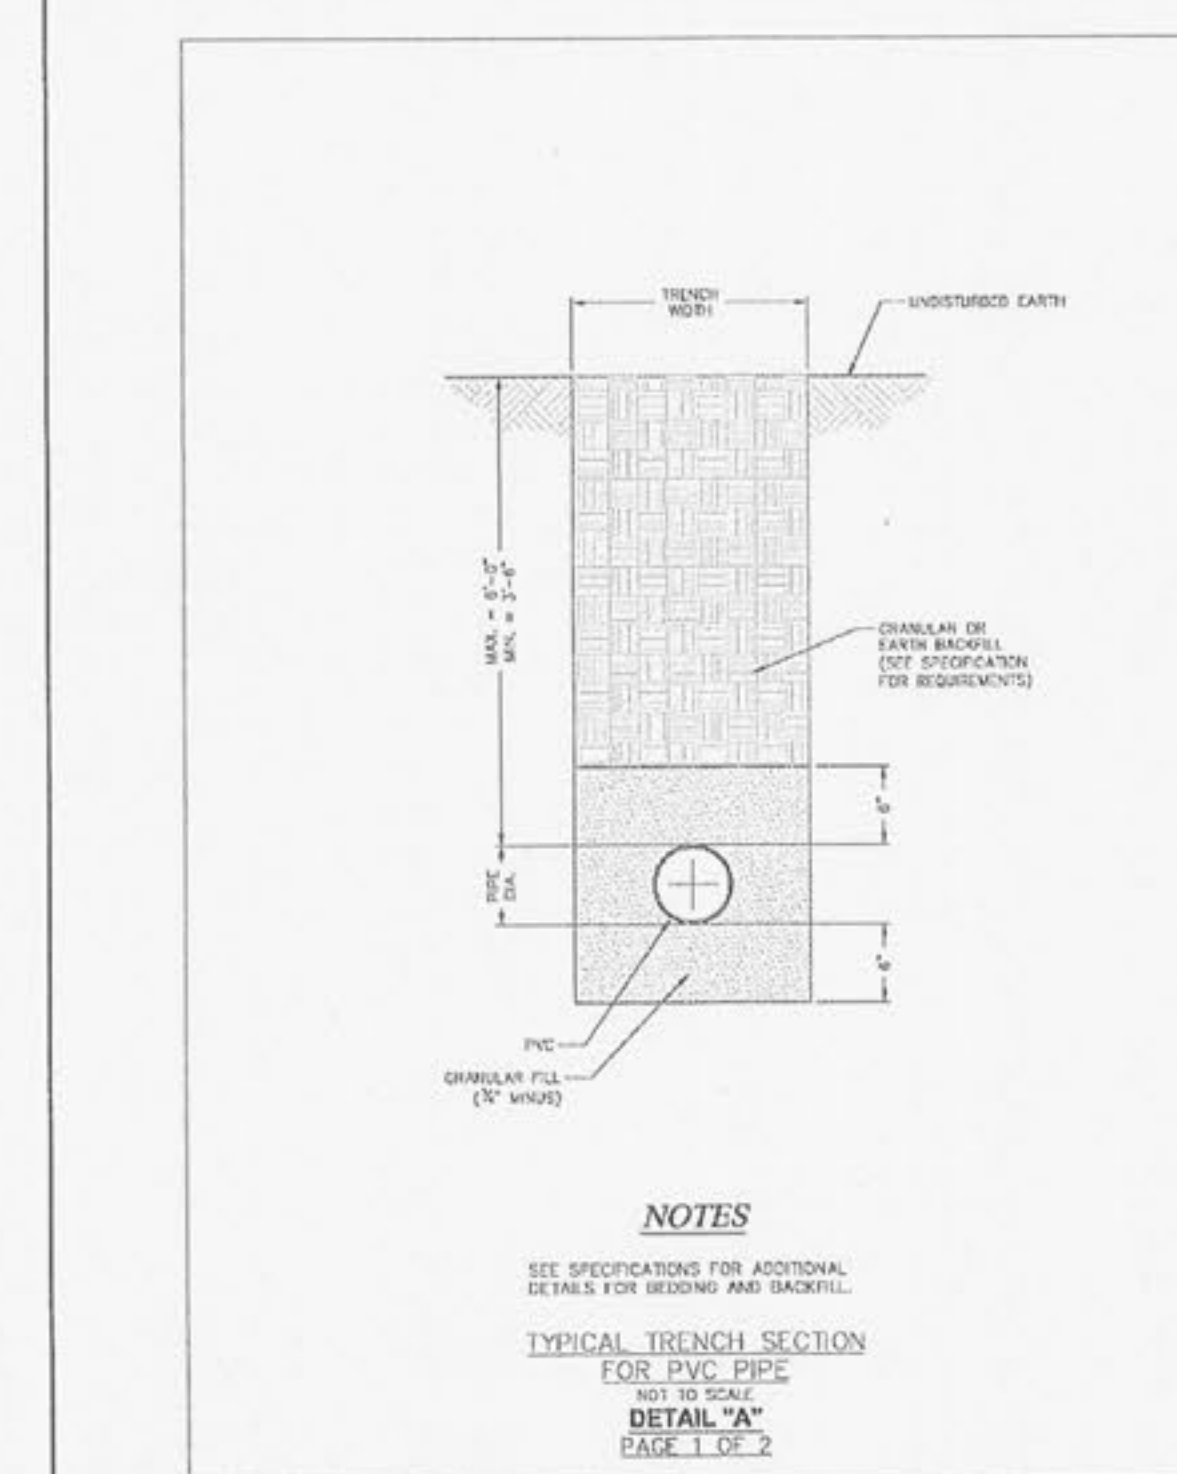 TRENCH
WIDTH
UNDISTURBED EARTH
MAX. = 6'-0"
MIN. = 3'-6"
GRANULAR OR
EARTH BACKFILL
(SEE SPECIFICATION
FOR REQUIREMENTS)
6"
PIPE
DIA.
6"
PVC
GRANULAR FILL
(¾" MINUS)
NOTES
SEE SPECIFICATIONS FOR ADDITIONAL
DETAILS FOR BEDDING AND BACKFILL.
TYPICAL TRENCH SECTION
FOR PVC PIPE
NOT TO SCALE
DETAIL "A"
PAGE 1 OF 2